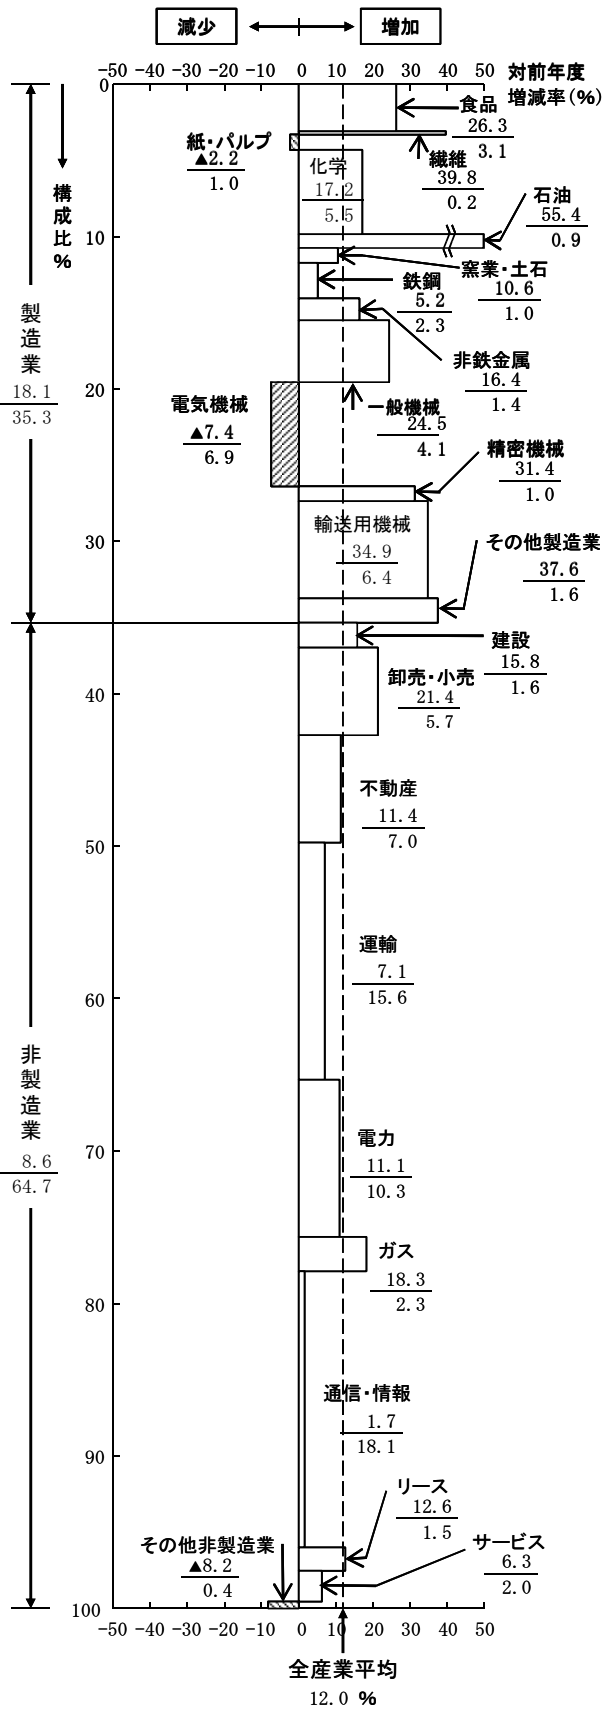 減少 増加
−50 −40 −30 −20 −10 0 10 20 30 40 50 対前年度
増減率(%)
0
食品
26.3
3.1
紙・パルプ
▲2.2
1.0
繊維
39.8
0.2
化学
17.2
5.5
石油
55.4
0.9
構成比%
10
窯業・土石
10.6
1.0
鉄鋼
5.2
2.3
製造業
18.1
35.3
非鉄金属
16.4
1.4
20
電気機械
▲7.4
6.9
一般機械
24.5
4.1
精密機械
31.4
1.0
輸送用機械
34.9
6.4
30
その他製造業
37.6
1.6
建設
15.8
1.6
卸売・小売
21.4
5.7
40
不動産
11.4
7.0
50
運輸
7.1
15.6
60
非製造業
8.6
64.7
電力
11.1
10.3
70
ガス
18.3
2.3
80
通信・情報
1.7
18.1
90
リース
12.6
1.5
その他非製造業
▲8.2
0.4
サービス
6.3
2.0
100
−50 −40 −30 −20 −10 0 10 20 30 40 50
全産業平均
12.0 %